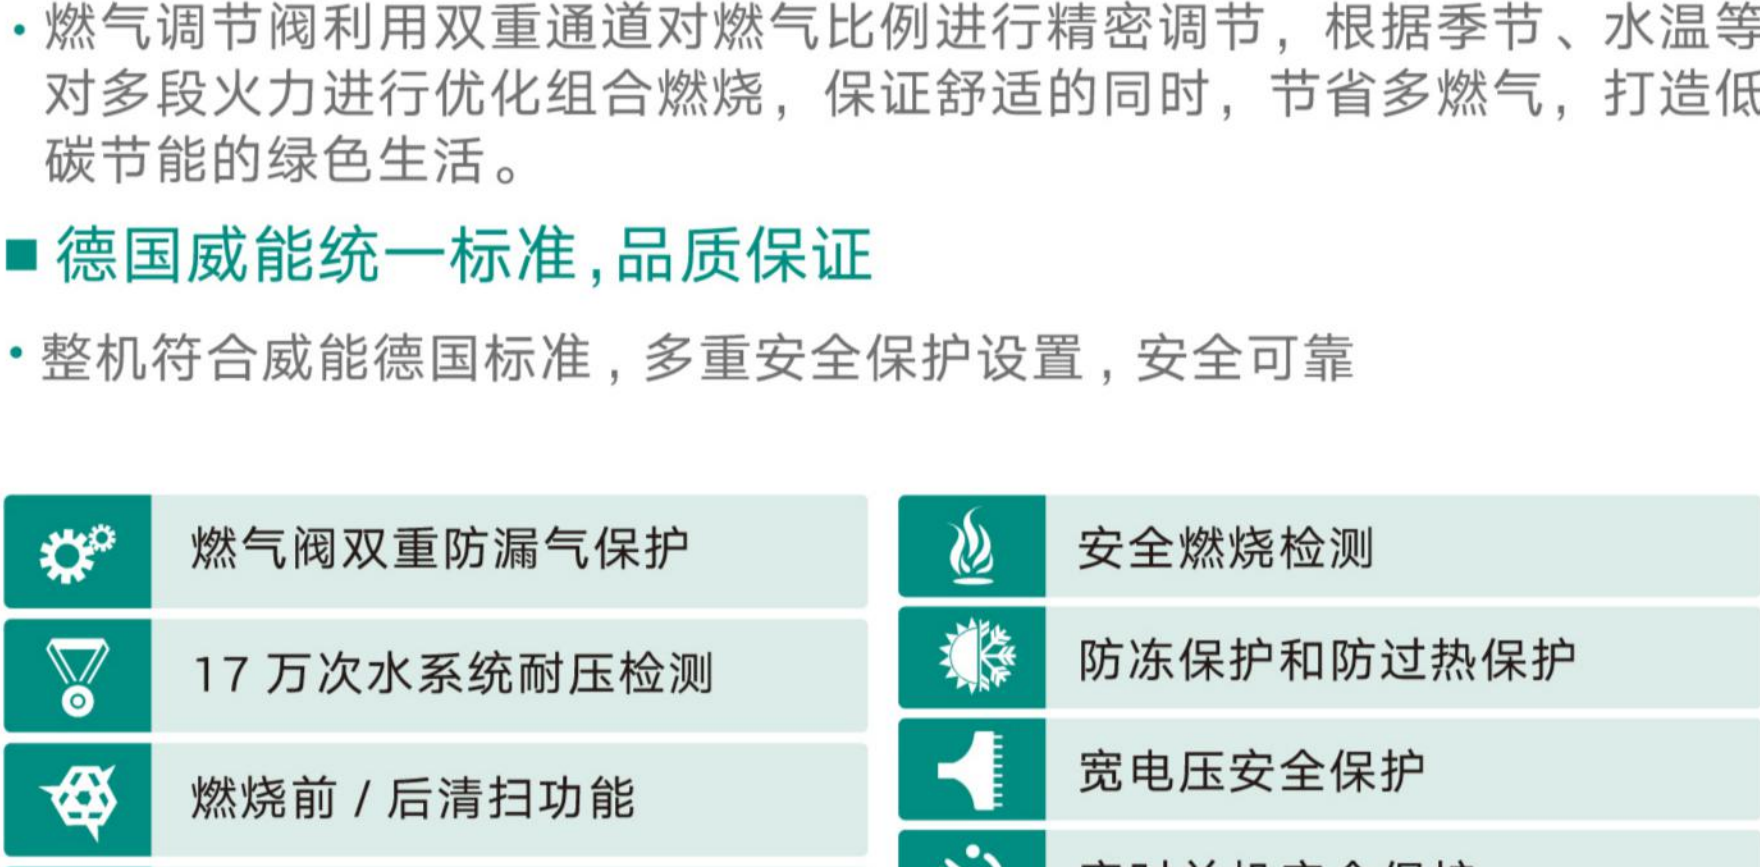 · 燃气调节阀利用双重通道对燃气比例进行精密调节，根据季节、水温等
对多段火力进行优化组合燃烧，保证舒适的同时，节省多燃气，打造低
碳节能的绿色生活。
■ 德国威能统一标准,品质保证
· 整机符合威能德国标准，多重安全保护设置，安全可靠
燃气阀双重防漏气保护
17 万次水系统耐压检测
燃烧前 / 后清扫功能
安全燃烧检测
防冻保护和防过热保护
宽电压安全保护